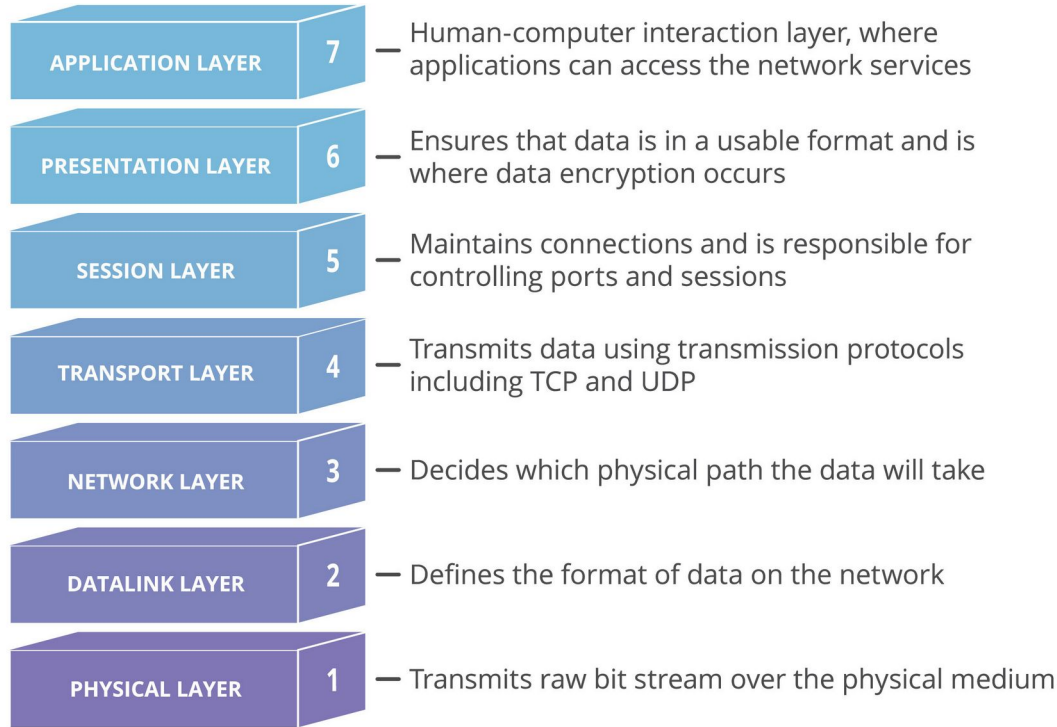 APPLICATION LAYER 7
Human-computer interaction layer, where
applications can access the network services
PRESENTATION LAYER 6
Ensures that data is in a usable format and is
where data encryption occurs
SESSION LAYER 5
Maintains connections and is responsible for
controlling ports and sessions
TRANSPORT LAYER 4
Transmits data using transmission protocols
including TCP and UDP
NETWORK LAYER 3
Decides which physical path the data will take
DATALINK LAYER 2
Defines the format of data on the network
PHYSICAL LAYER 1
Transmits raw bit stream over the physical medium